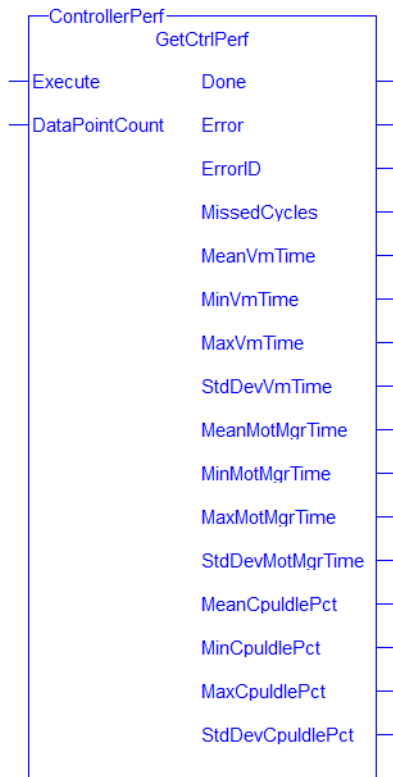 ControllerPerf
GetCtrlPerf
Execute Done
DataPointCount Error
ErrorID
MissedCycles
MeanVmTime
MinVmTime
MaxVmTime
StdDevVmTime
MeanMotMgrTime
MinMotMgrTime
MaxMotMgrTime
StdDevMotMgrTime
MeanCpuIdlePct
MinCpuIdlePct
MaxCpuIdlePct
StdDevCpuIdlePct